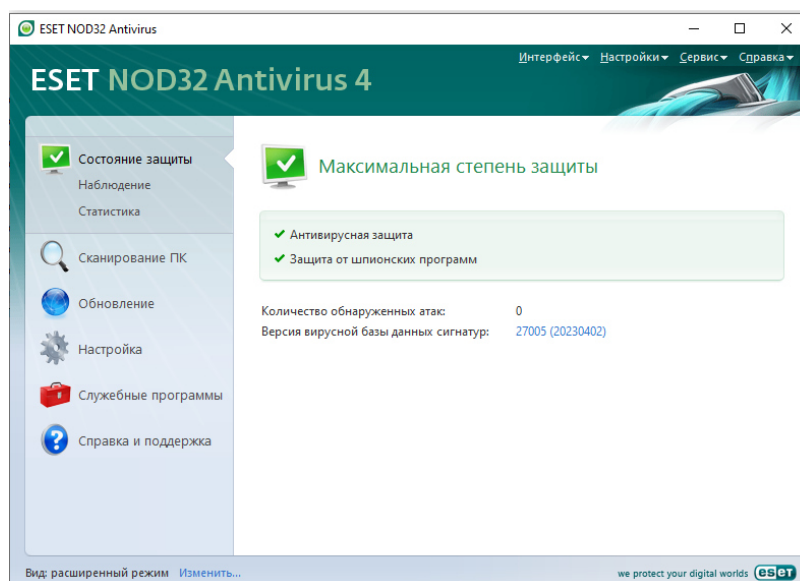 ESET NOD32 Antivirus
Интерфейс Настройки Сервис Справка
ESET NOD32 Antivirus 4
Состояние защиты
Наблюдение
Статистика
Сканирование ПК
Обновление
Настройка
Служебные программы
Справка и поддержка
Максимальная степень защиты
Антивирусная защита
Защита от шпионских программ
Количество обнаруженных атак: 0
Версия вирусной базы данных сигнатур: 27005 (20230402)
Вид: расширенный режим Изменить...
we protect your digital worlds eset